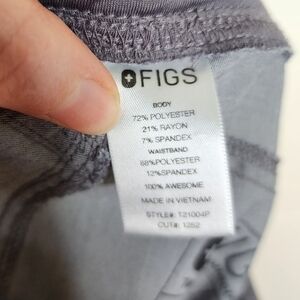 FIGS
BODY
72% POLYESTER
21% RAYON
7% SPANDEX
WAISTBAND
88%POLYESTER
12%SPANDEX
100% AWESOME
MADE IN VIETNAM
STYLE#: T21004P
CUT#: 1252